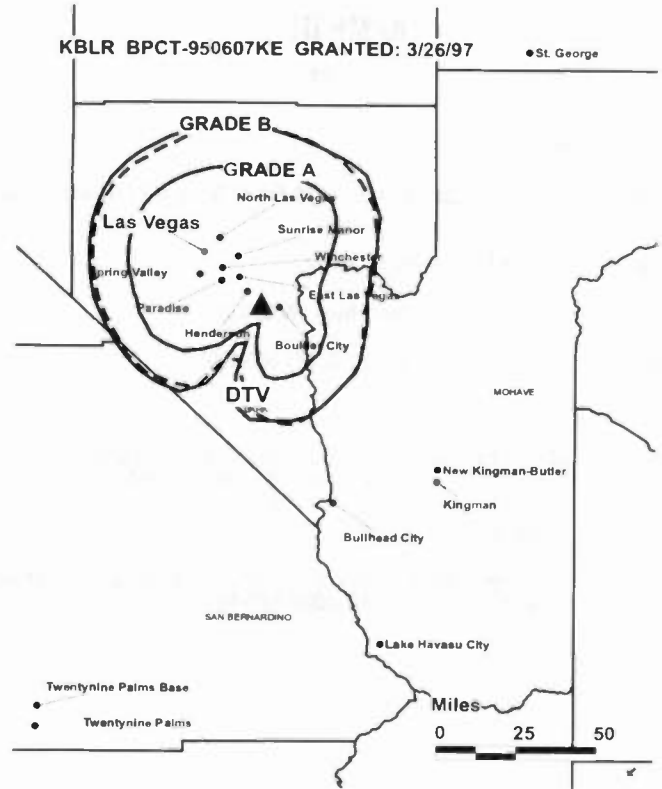 KBLR BPCT-950607KE GRANTED: 3/26/97
St. George
GRADE B
GRADE A
North Las Vegas
Las Vegas
Sunrise Manor
Winchester
Spring Valley
East Las Vegas
Paradise
Henderson
Boulder City
DTV
MOHAVE
New Kingman-Butler
Kingman
Bullhead City
SAN BERNARDINO
Lake Havasu City
Twentynine Palms Base
Twentynine Palms
Miles
0 25 50